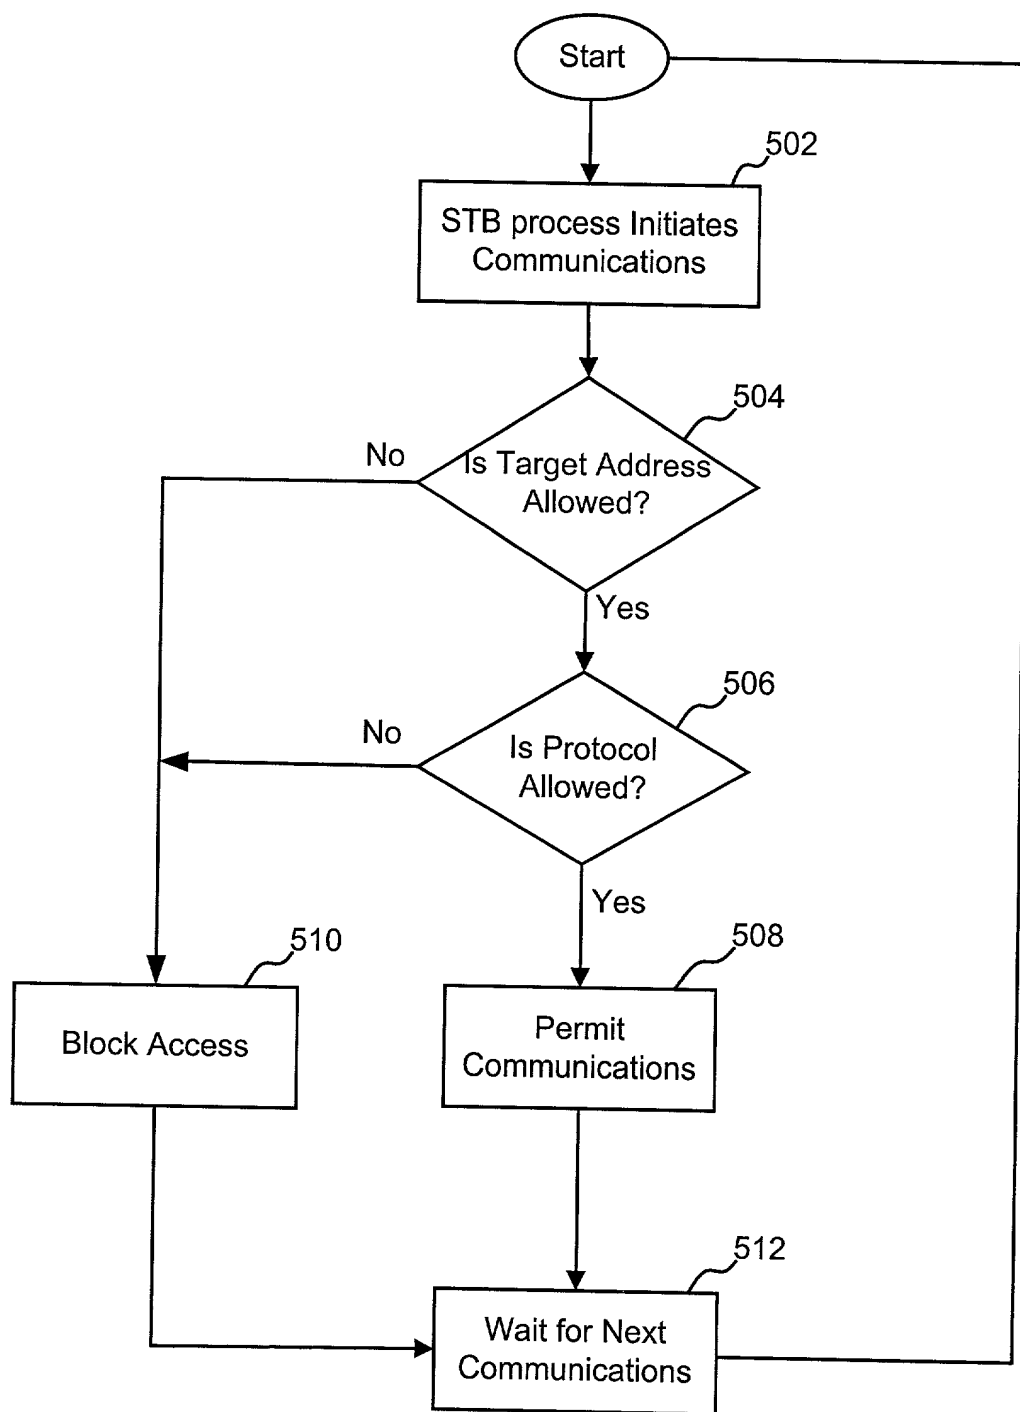 Start
502
STB process Initiates
Communications
504
No
Is Target Address
Allowed?
Yes
506
No
Is Protocol
Allowed?
Yes
510
508
Block Access
Permit
Communications
512
Wait for Next
Communications